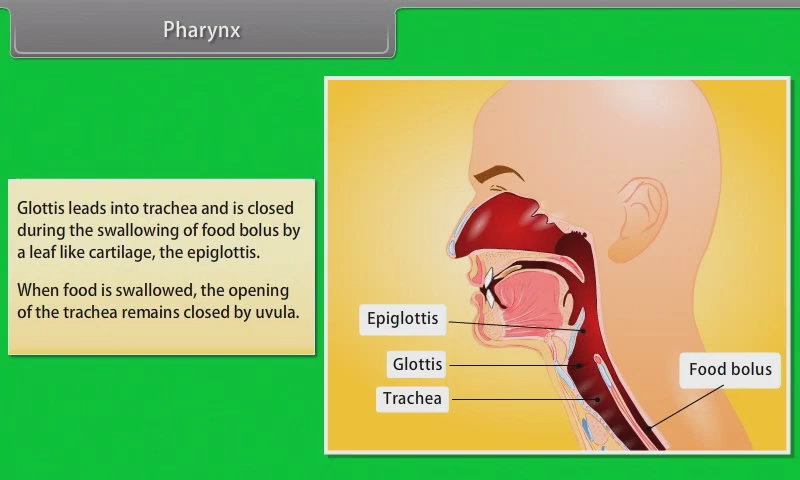 Pharynx
Glottis leads into trachea and is closed
during the swallowing of food bolus by
a leaf like cartilage, the epiglottis.
When food is swallowed, the opening
of the trachea remains closed by uvula.
Epiglottis
Glottis
Trachea
Food bolus